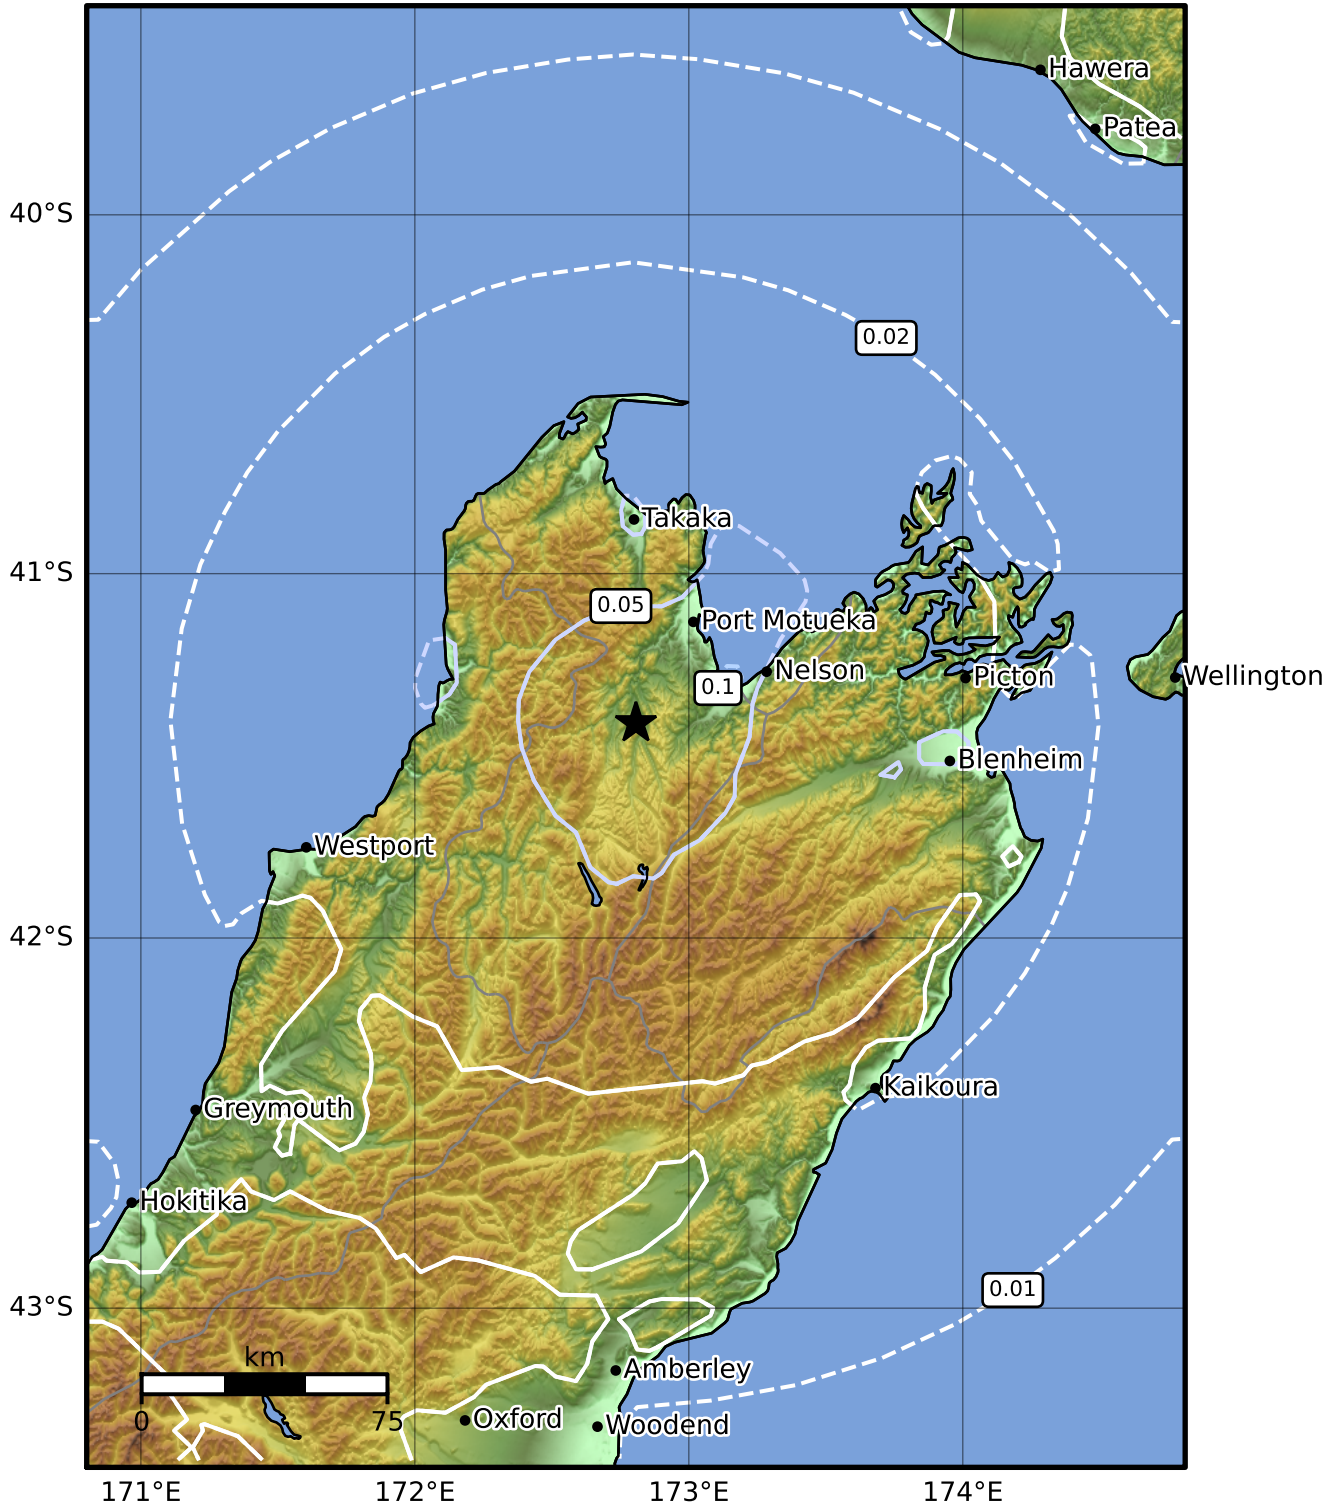 Hawera
Patea
40°S
0.02
Takaka
41°S
0.05
Port Motueka
Nelson
0.1
Picton
Wellington
Blenheim
Westport
42°S
Kaikoura
Greymouth
Hokitika
0.01
43°S
km
Amberley
0
75
Oxford
Woodend
171°E
172°E
173°E
174°E